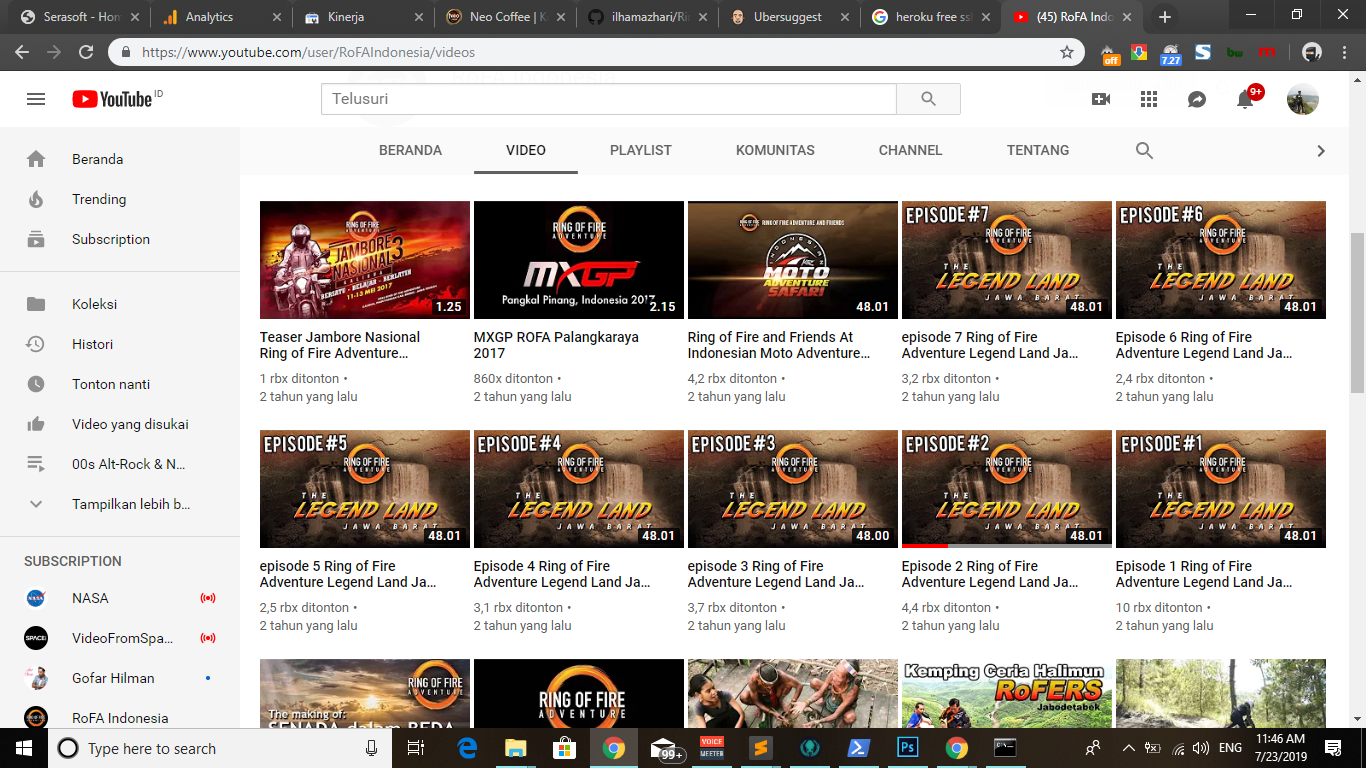 Serasoft - Hom
Analytics
Kinerja
Neo Coffee | K
ilhamazhari/Ri
Ubersuggest
heroku free ssl
(45) RoFA Indo
https://www.youtube.com/user/RoFAIndonesia/videos
off
7.27
S
bw
m
YouTube ID
Telusuri
9+
BERANDA
VIDEO
PLAYLIST
KOMUNITAS
CHANNEL
TENTANG
Beranda
Trending
Subscription
Koleksi
Histori
Tonton nanti
Video yang disukai
00s Alt-Rock & N...
Tampilkan lebih b...
SUBSCRIPTION
NASA
VideoFromSpa...
Gofar Hilman
RoFA Indonesia
RING OF FIRE
ADVENTURE
JAMBORE
NASIONAL 3
BERSATU - BELAJAR - BERLATIH
11-13 MEI 2017
1.25
Teaser Jambore Nasional
Ring of Fire Adventure...
1 rbx ditonton •
2 tahun yang lalu
RING OF FIRE
ADVENTURE
MXGP
Pangkal Pinang, Indonesia 2017
2.15
MXGP ROFA Palangkaraya
2017
860x ditonton •
2 tahun yang lalu
RING OF FIRE ADVENTURE AND FRIENDS
INDONESIAN
MOTO
ADVENTURE
SAFARI
48.01
Ring of Fire and Friends At
Indonesian Moto Adventure...
4,2 rbx ditonton •
2 tahun yang lalu
EPISODE #7
RING OF FIRE
ADVENTURE
THE
LEGEND LAND
JAWA BARAT
48.01
episode 7 Ring of Fire
Adventure Legend Land Ja...
3,2 rbx ditonton •
2 tahun yang lalu
EPISODE #6
RING OF FIRE
ADVENTURE
THE
LEGEND LAND
JAWA BARAT
48.01
Episode 6 Ring of Fire
Adventure Legend Land Ja...
2,4 rbx ditonton •
2 tahun yang lalu
EPISODE #5
RING OF FIRE
ADVENTURE
THE
LEGEND LAND
JAWA BARAT
48.01
episode 5 Ring of Fire
Adventure Legend Land Ja...
2,5 rbx ditonton •
2 tahun yang lalu
EPISODE #4
RING OF FIRE
ADVENTURE
THE
LEGEND LAND
JAWA BARAT
48.01
Episode 4 Ring of Fire
Adventure Legend Land Ja...
3,1 rbx ditonton •
2 tahun yang lalu
EPISODE #3
RING OF FIRE
ADVENTURE
THE
LEGEND LAND
JAWA BARAT
48.00
episode 3 Ring of Fire
Adventure Legend Land Ja...
3,7 rbx ditonton •
2 tahun yang lalu
EPISODE #2
RING OF FIRE
ADVENTURE
THE
LEGEND LAND
JAWA BARAT
48.01
Episode 2 Ring of Fire
Adventure Legend Land Ja...
4,4 rbx ditonton •
2 tahun yang lalu
EPISODE #1
RING OF FIRE
ADVENTURE
THE
LEGEND LAND
JAWA BARAT
48.01
Episode 1 Ring of Fire
Adventure Legend Land Ja...
10 rbx ditonton •
2 tahun yang lalu
RING OF FIRE
ADVENTURE
The making of:
SENADA dalam BEDA
RING OF FIRE
ADVENTURE
Kemping Ceria Halimun
RoFERS
Jabodetabek
Type here to search
99+
VOICE
MEETER
Ps
ENG
11:46 AM
7/23/2019